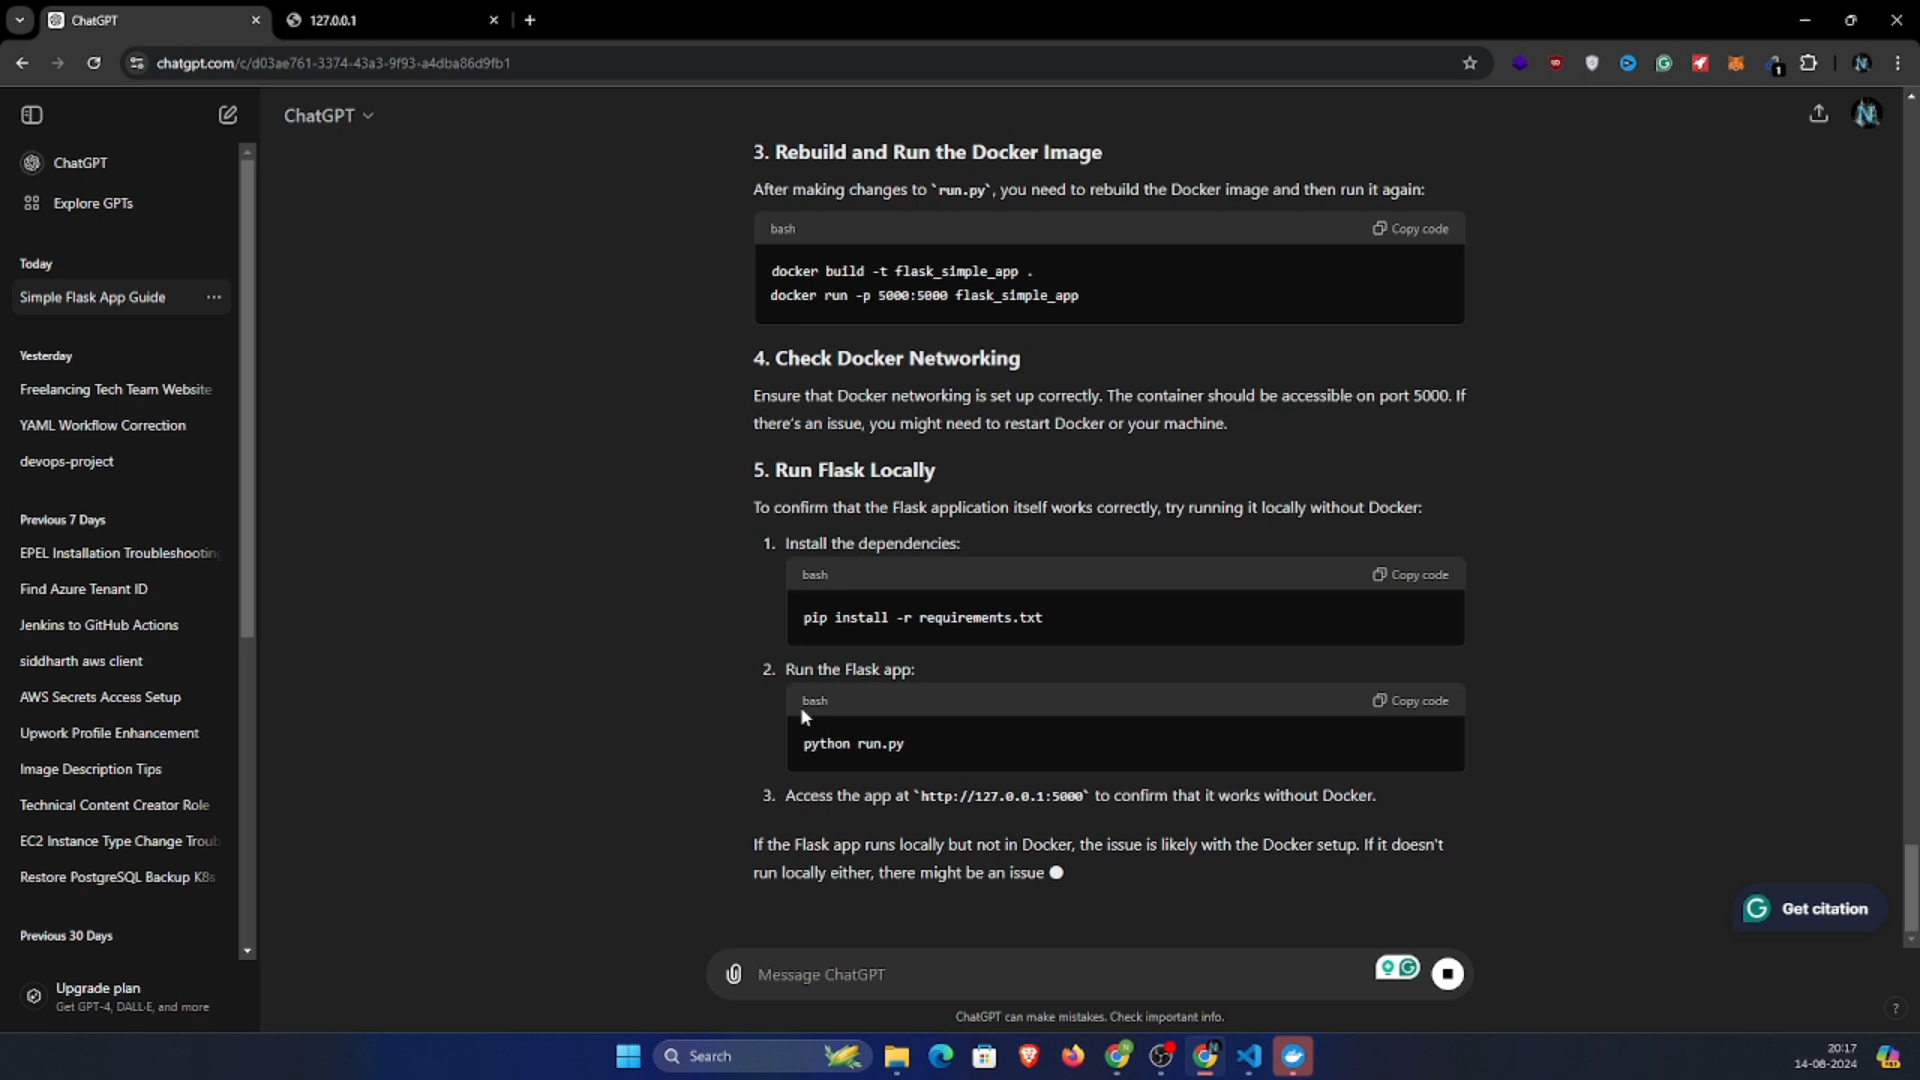 ChatGPT
127.0.0.1
chatgpt.com/c/d03ae761-3374-43a3-9f93-a4dba86d9fb1
1
ChatGPT
Explore GPTs
Today
Simple Flask App Guide
Yesterday
Freelancing Tech Team Website
YAML Workflow Correction
devops-project
Previous 7 Days
EPEL Installation Troubleshooting
Find Azure Tenant ID
Jenkins to GitHub Actions
siddharth aws client
AWS Secrets Access Setup
Upwork Profile Enhancement
Image Description Tips
Technical Content Creator Role
EC2 Instance Type Change Troub
Restore PostgreSQL Backup K8s
Previous 30 Days
Upgrade plan
Get GPT-4, DALL·E, and more
ChatGPT
3. Rebuild and Run the Docker Image
After making changes to `run.py`, you need to rebuild the Docker image and then run it again:
bash
Copy code
docker build -t flask_simple_app .
docker run -p 5000:5000 flask_simple_app
4. Check Docker Networking
Ensure that Docker networking is set up correctly. The container should be accessible on port 5000. If
there's an issue, you might need to restart Docker or your machine.
5. Run Flask Locally
To confirm that the Flask application itself works correctly, try running it locally without Docker:
1. Install the dependencies:
bash
Copy code
pip install -r requirements.txt
2. Run the Flask app:
bash
Copy code
python run.py
3. Access the app at `http://127.0.0.1:5000` to confirm that it works without Docker.
If the Flask app runs locally but not in Docker, the issue is likely with the Docker setup. If it doesn't
run locally either, there might be an issue
Get citation
Message ChatGPT
ChatGPT can make mistakes. Check important info.
?
Search
20:17
14-08-2024